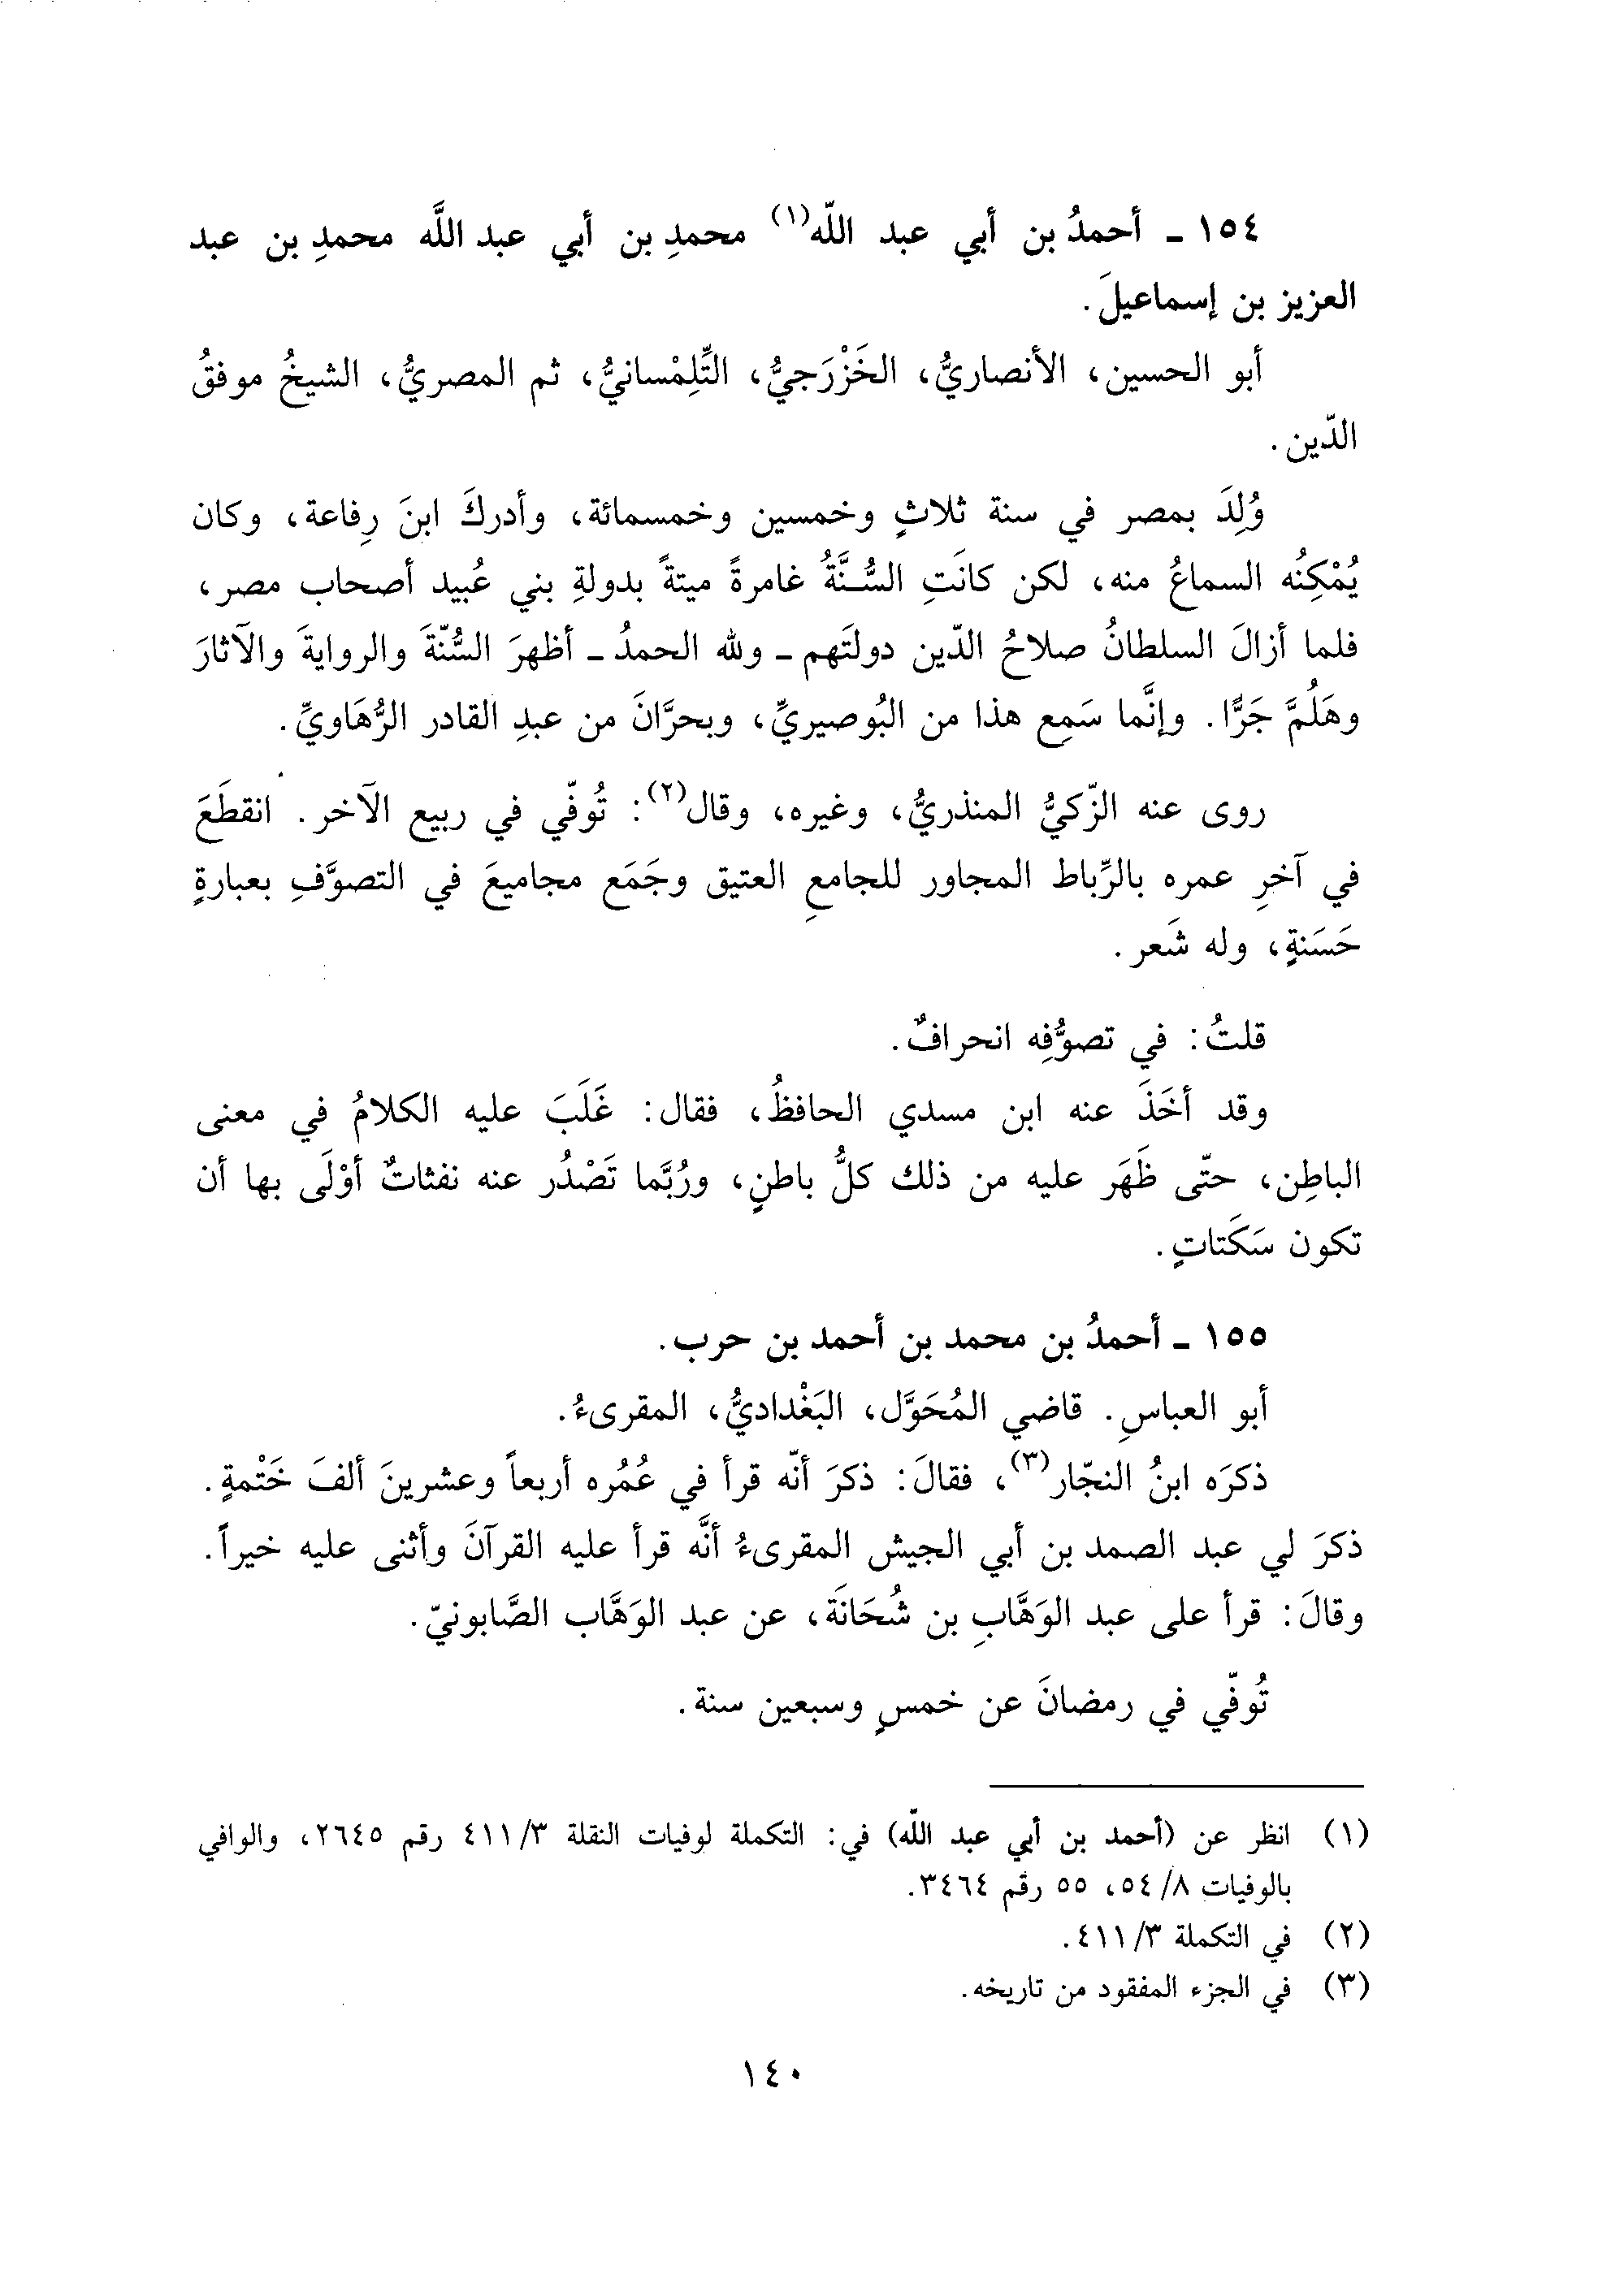 ١٥٤ ـ أحمدُ بن أبي عبد اللّه(١) محمدِ بن أبي عبد اللَّه محمدِ بن عبد
العزيز بن إسماعيلَ.
أبو الحسين، الأنصاريُّ، الخَزْرَجيُّ، التِّلِمْسانيُّ، ثم المصريُّ، الشيخُ موفقُ
الدّين.
وُلِدَ بمصر في سنة ثلاثٍ وخمسين وخمسمائة، وأدركَ ابنَ رِفاعة، وكان
يُمْكِنُه السماعُ منه، لكن كانَتِ السُّنَّةُ غامرةً ميتةً بدولةِ بني عُبيد أصحاب مصر،
فلما أزالَ السلطانُ صلاحُ الدّين دولتَهم ـ ولله الحمدُ ـ أظهرَ السُّنّةَ والروايةَ والآثارَ
وهَلُمَّ جَرًّا. وإنَّما سَمِع هذا من البُوصيريِّ، وبحرَّانَ من عبدِ القادر الرُّهَاويِّ.
روى عنه الزّكيُّ المنذريُّ، وغيره، وقال(٢): تُوفّي في ربيع الآخر. انقطَعَ
في آخرِ عمره بالرِّباط المجاور للجامعِ العتيق وجَمَع مجاميعَ في التصوَّفِ بعبارةٍ
حَسَنةٍ، وله شَعر.
قلتُ: في تصوُّفِه انحرافٌ.
وقد أخَذَ عنه ابن مسدي الحافظُ، فقال: غَلَبَ عليه الكلامُ في معنى
الباطِن، حتّى ظَهَر عليه من ذلك كلُّ باطنٍ، ورُبَّما تَصْدُر عنه نفثاتٌ أوْلَى بها أن
تكون سَكَتاتٍ.
١٥٥ ـ أحمدُ بن محمد بن أحمد بن حرب.
أبو العباسِ. قاضي المُحَوَّل، البَغْداديُّ، المقرىءُ.
ذكرَه ابنُ النجّار(٣)، فقالَ: ذكرَ أنّه قرأ في عُمُره أربعاً وعشرينَ ألفَ خَتْمةٍ.
ذكرَ لي عبد الصمد بن أبي الجيش المقرىءُ أنَّه قرأ عليه القرآنَ وأثنى عليه خيراً.
وقالَ: قرأ على عبد الوَهَّابِ بن شُحَانَة، عن عبد الوَهَّاب الصَّابونيّ.
تُوفّي في رمضانَ عن خمسٍ وسبعين سنة.
(١) انظر عن (أحمد بن أبي عبد اللّه) في: التكملة لوفيات النقلة ٤١١/٣ رقم ٢٦٤٥، والوافي
بالوفيات ٥٤/٨، ٥٥ رقم ٣٤٦٤.
(٢) في التكملة ٤١١/٣.
(٣) في الجزء المفقود من تاريخه.
١٤٠